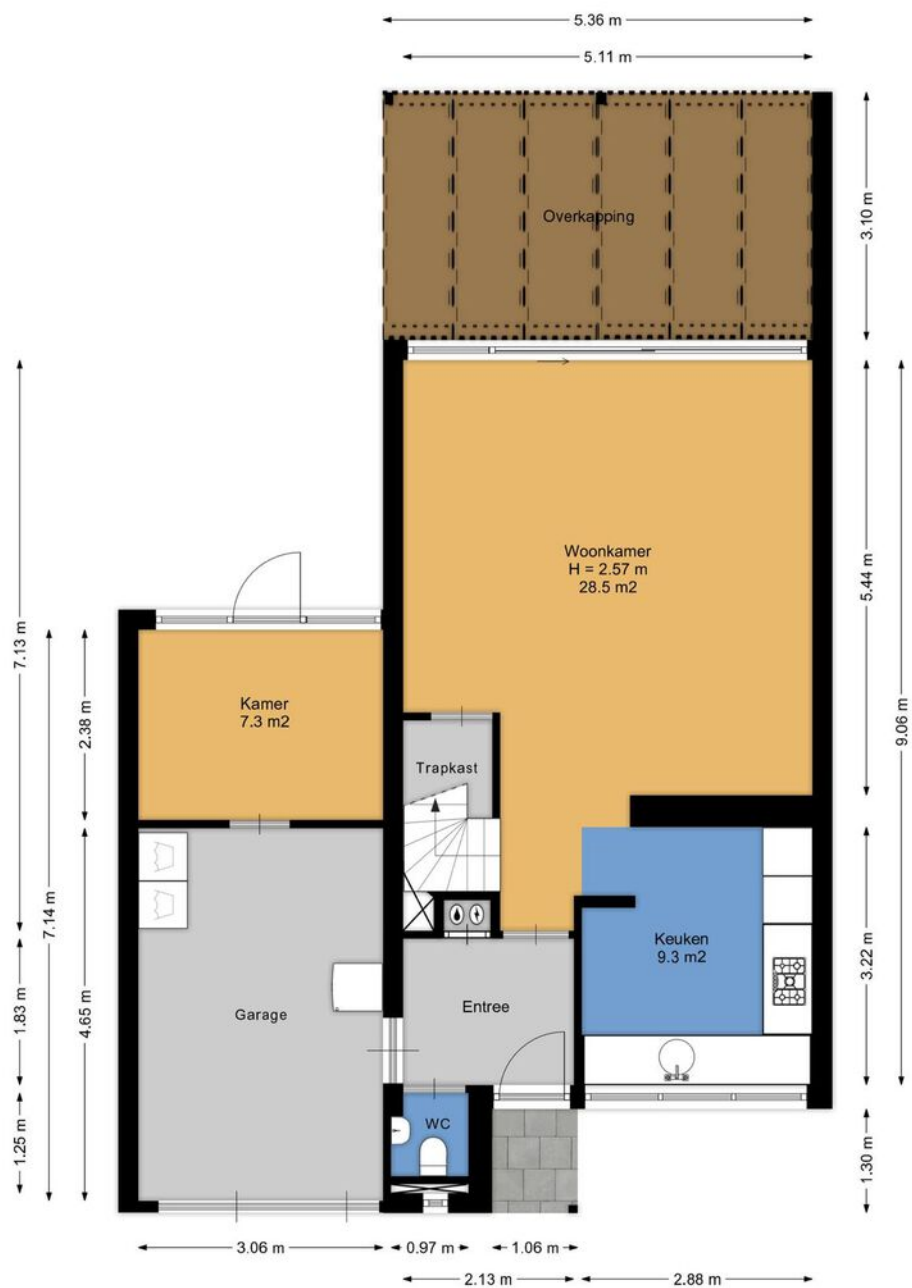 5.36 m
5.11 m
Overkapping
3.10 m
Woonkamer
H = 2.57 m
28.5 m2
5.44 m
9.06 m
7.13 m
Kamer
7.3 m2
2.38 m
Trapkast
7.14 m
Keuken
9.3 m2
3.22 m
Garage
Entree
4.65 m
1.83 m
WC
1.25 m
1.30 m
3.06 m
0.97 m
1.06 m
2.13 m
2.88 m